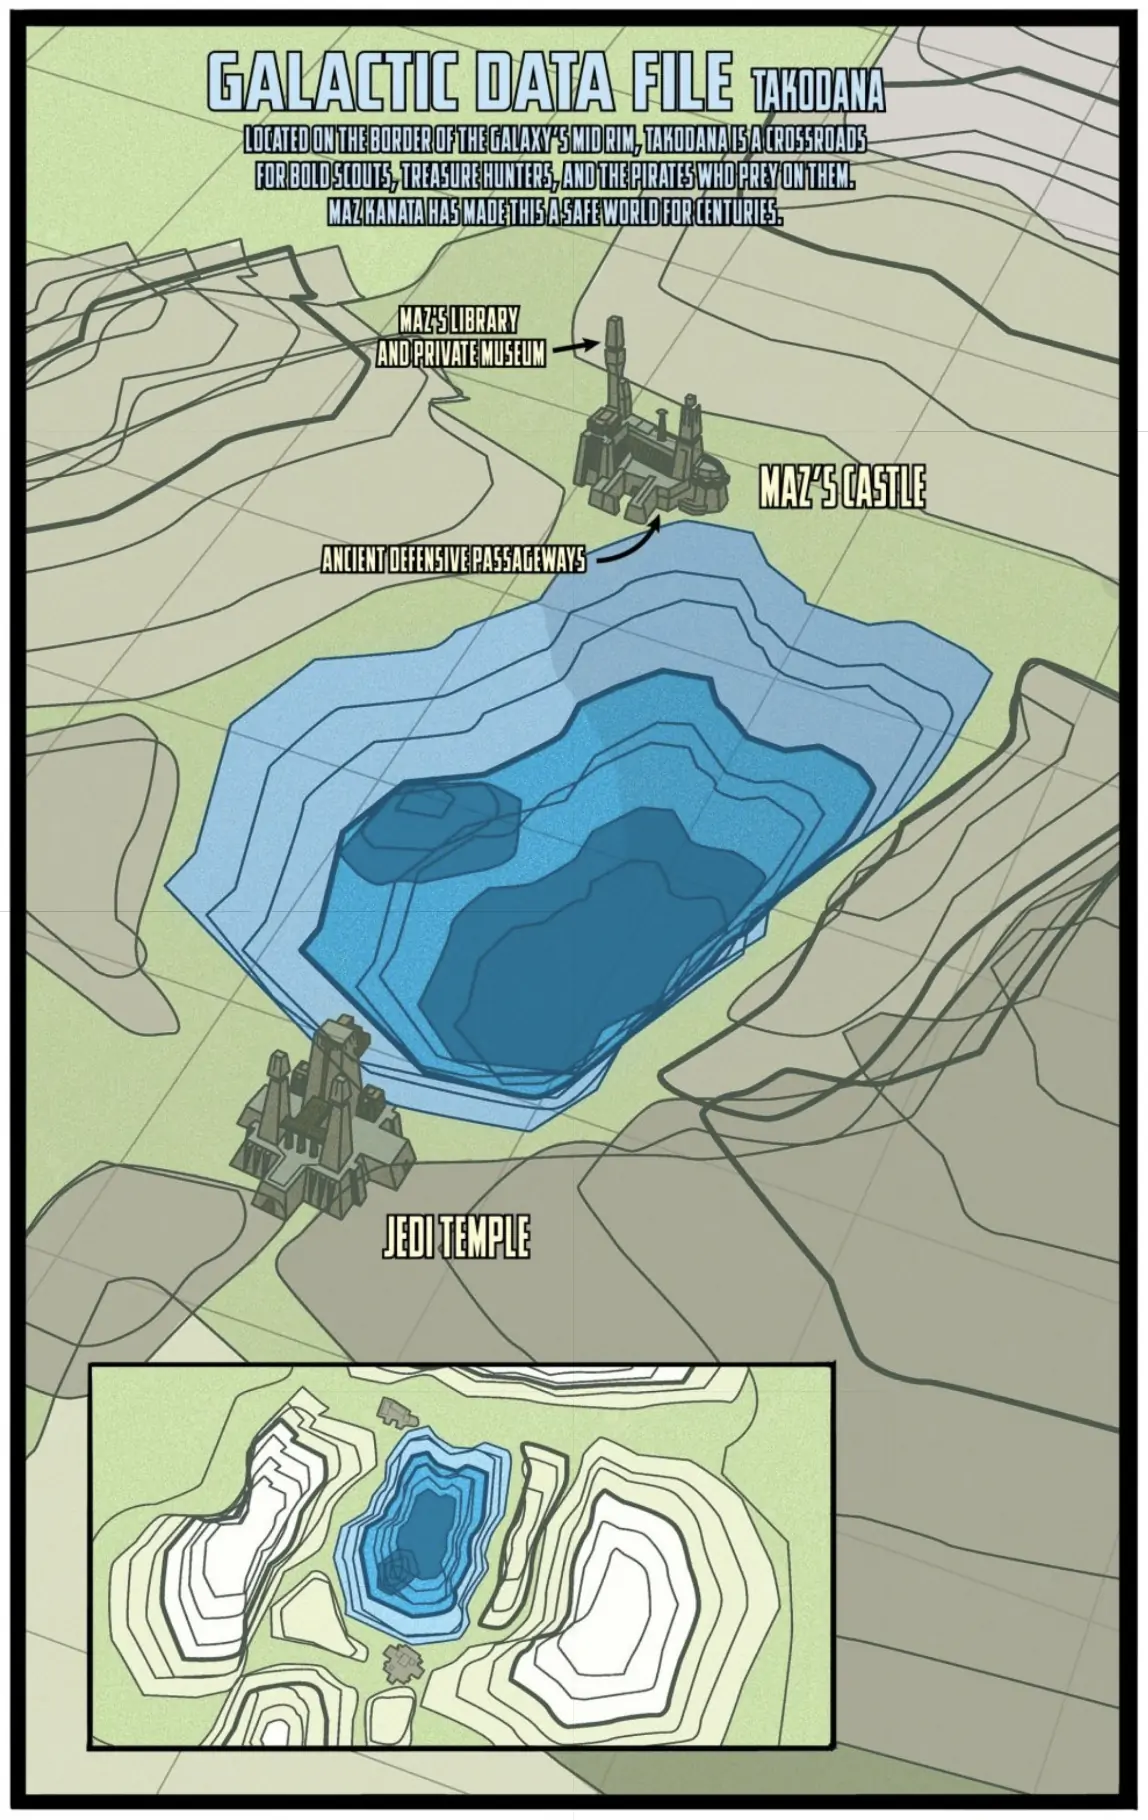 GALACTIC DATA FILE TAKODANA
LOCATED ON THE BORDER OF THE GALAXY'S MID RIM, TAKODANA IS A CROSSROADS
FOR BOLD SCOUTS, TREASURE HUNTERS, AND THE PIRATES WHO PREY ON THEM.
MAZ KANATA HAS MADE THIS A SAFE WORLD FOR CENTURIES.
MAZ'S LIBRARY
AND PRIVATE MUSEUM
MAZ'S CASTLE
ANCIENT DEFENSIVE PASSAGEWAYS
JEDI TEMPLE